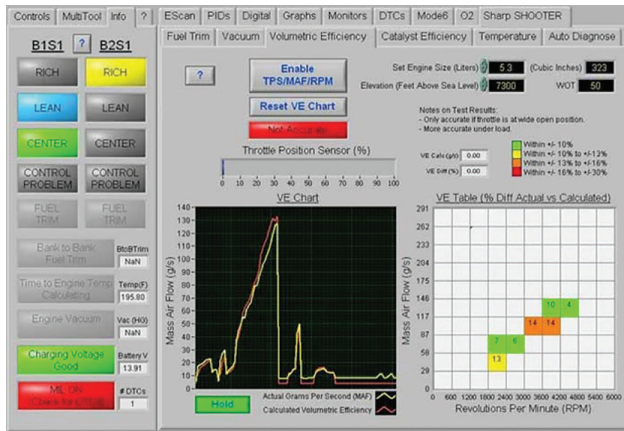 Controls MultiTool Info ? EScan PIDs Digital Graphs Monitors DTCs Mode6 O2 Sharp SHOOTER
Fuel Trim Vacuum Volumetric Efficiency Catalyst Efficiency Temperature Auto Diagnose
B1S1 ? B2S1
RICH RICH
LEAN LEAN
CENTER CENTER
CONTROL PROBLEM CONTROL PROBLEM
FUEL TRIM FUEL TRIM
Bank to Bank Fuel Trim BtoBTrim NaN
Time to Engine Temp Calculating Temp(F) 195.80
Engine Vacuum Vac (HG) NaN
Charging Voltage Good Battery V 13.91
MIL ON # DTCs 1
?
Enable TPS/MAF/RPM
Reset VE Chart
Not Accurate
Set Engine Size (Liters) 5.3 (Cubic Inches) 323
Elevation (Feet Above Sea Level) 7300 WOT 50
Notes on Test Results:
- Only accurate if throttle is at wide open position.
- More accurate under load.
VE Calc(g/s) 0.00
VE Diff (%) 0.00
Within +/- 10%
Within +/- 10% to +/-13%
Within +/- 13% to +/-16%
Within +/- 16% to +/-30%
Throttle Position Sensor (%)
0 10 20 30 40 50 60 70 80 90 100
VE Chart
Mass Air Flow (g/s)
140
130
120
110
100
90
80
70
60
50
40
30
20
10
0
Hold
Actual Grams Per Second (MAF)
Calculated Volumetric Efficiency
VE Table (% Diff Actual vs Calculated)
Mass Air Flow (g/s)
291
262
233
204
175
146
117
87
58
29
0
10 4
14 14
7 6
13
0 600 1200 1800 2400 3000 3600 4200 4800 5400 6000
Revolutions Per Minute (RPM)